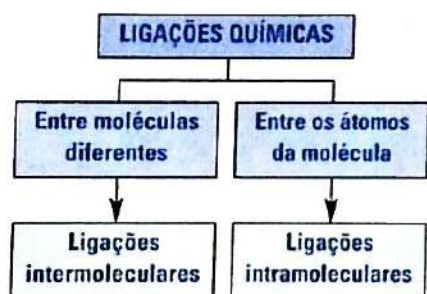 LIGAÇÕES QUÍMICAS
Entre moléculas
diferentes
Entre os átomos
da molécula
Ligações
intermoleculares
Ligações
intramoleculares